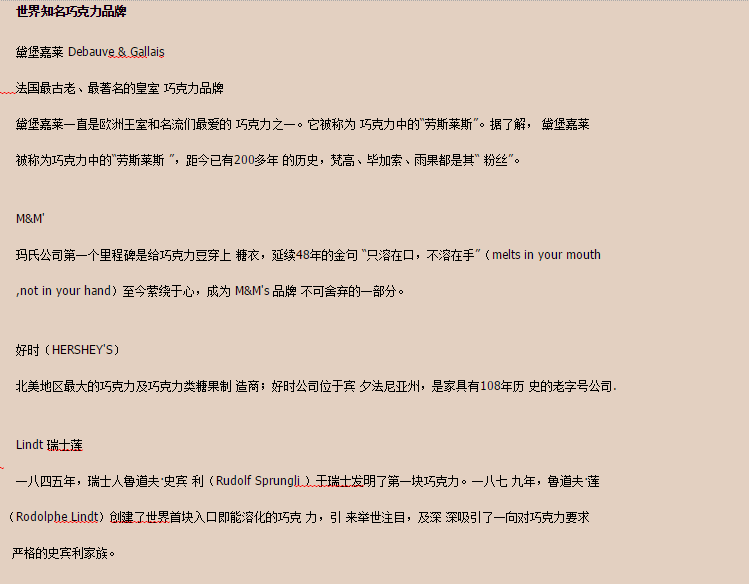 世界知名巧克力品牌
黛堡嘉莱 Debauve & Gallais
法国最古老、最著名的皇室 巧克力品牌
黛堡嘉莱一直是欧洲王室和名流们最爱的 巧克力之一。它被称为 巧克力中的“劳斯莱斯”。据了解， 黛堡嘉莱
被称为巧克力中的“劳斯莱斯 ”，距今已有200多年 的历史，梵高、毕加索、雨果都是其“ 粉丝”。
M&M'
玛氏公司第一个里程碑是给巧克力豆穿上 糖衣，延续48年的金句 “只溶在口，不溶在手”（melts in your mouth
,not in your hand）至今萦绕于心，成为 M&M's 品牌 不可舍弃的一部分。
好时（HERSHEY'S）
北美地区最大的巧克力及巧克力类糖果制 造商；好时公司位于宾 夕法尼亚州，是家具有108年历 史的老字号公司.
Lindt 瑞士莲
一八四五年，瑞士人鲁道夫·史宾 利（Rudolf Sprungli ）于瑞士发明了第一块巧克力。一八七 九年，鲁道夫·莲
（Rodolphe Lindt）创建了世界首块入口即能溶化的巧克 力，引 来举世注目，及深 深吸引了一向对巧克力要求
严格的史宾利家族。